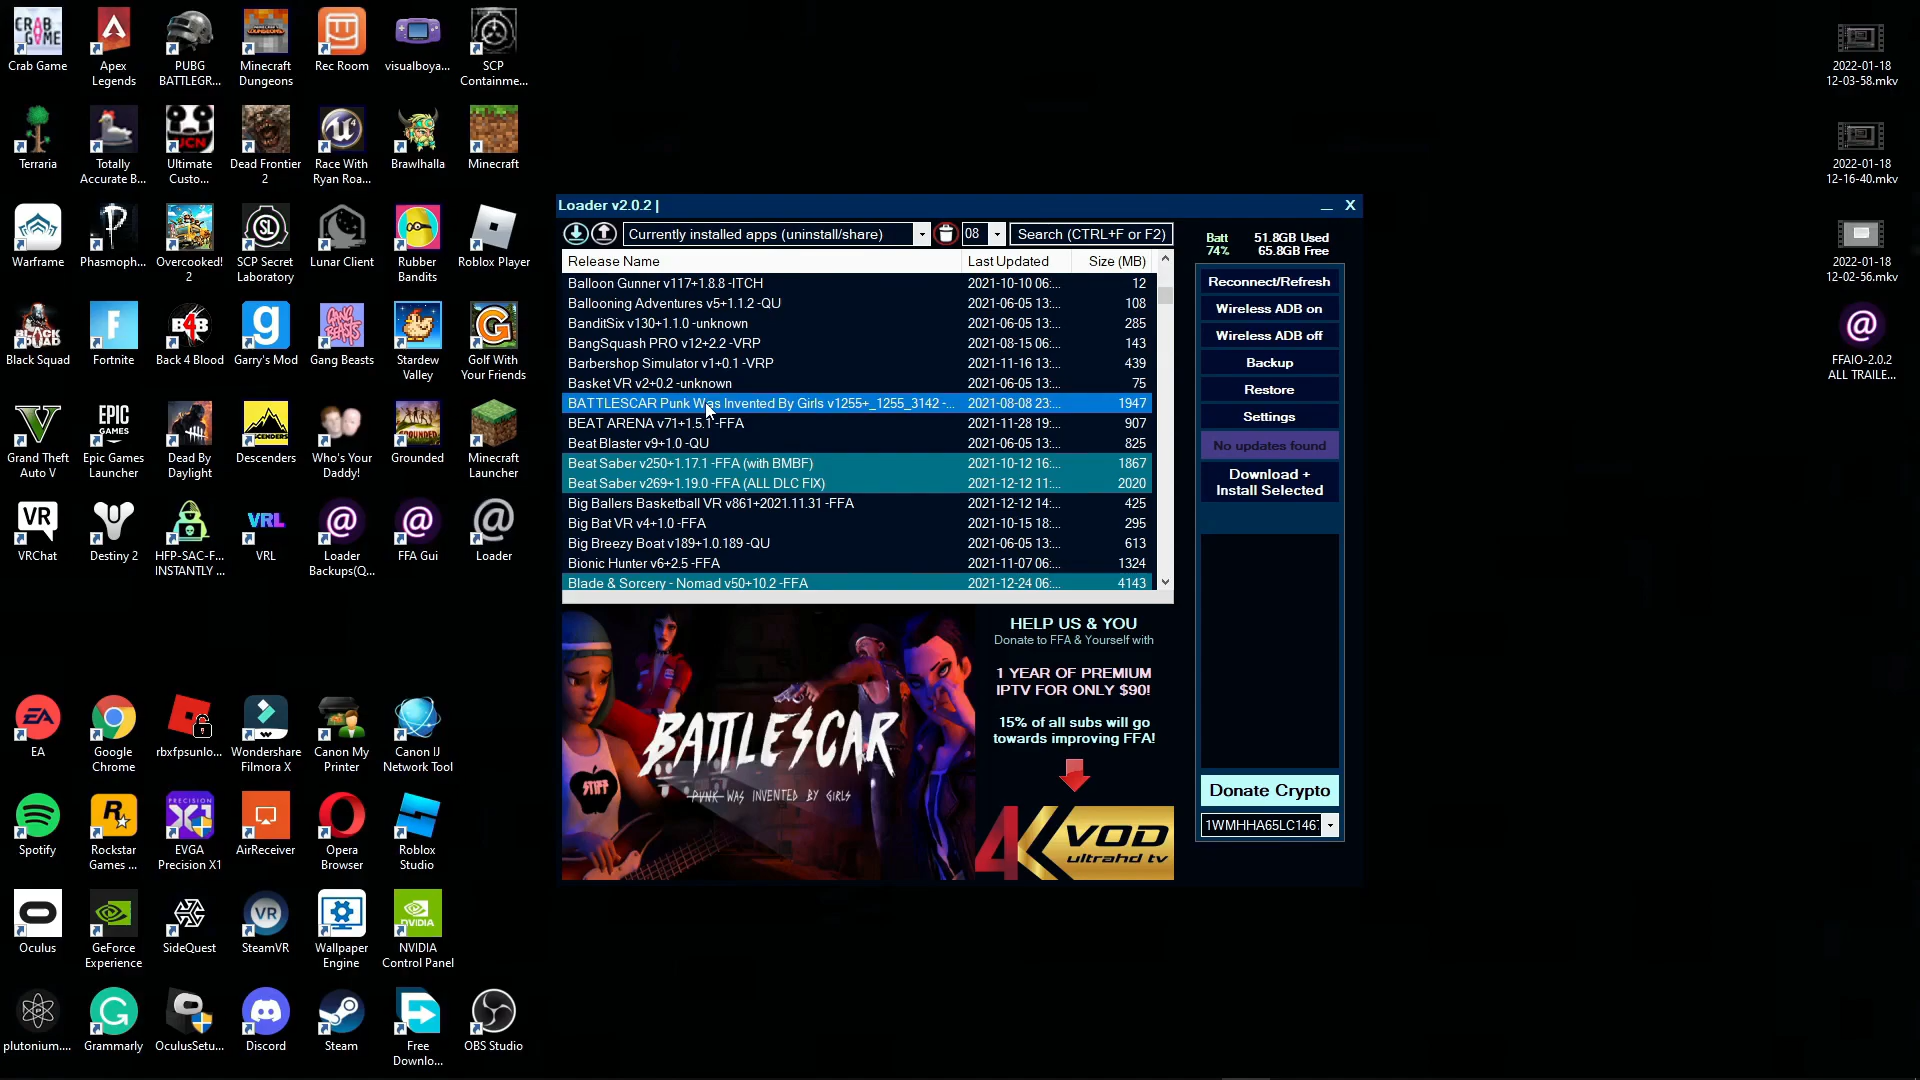 Crab Game
Apex
Legends
PUBG
BATTLEGR...
Minecraft
Dungeons
Rec Room
visualboya...
SCP
Containme...
Terraria
Totally
Accurate B...
Ultimate
Custo...
Dead Frontier
2
Race With
Ryan Roa...
Brawlhalla
Minecraft
Warframe
Phasmoph...
Overcooked!
2
SCP Secret
Laboratory
Lunar Client
Rubber
Bandits
Roblox Player
Black Squad
Fortnite
Back 4 Blood
Garry's Mod
Gang Beasts
Stardew
Valley
Golf With
Your Friends
Grand Theft
Auto V
Epic Games
Launcher
Dead By
Daylight
Descenders
Who's Your
Daddy!
Grounded
Minecraft
Launcher
VRChat
Destiny 2
HFP-SAC-F...
INSTANTLY ...
VRL
Loader
Backups(Q...
FFA Gui
Loader
EA
Google
Chrome
rbxfpsunlo...
Wondershare
Filmora X
Canon My
Printer
Canon IJ
Network Tool
Spotify
Rockstar
Games ...
EVGA
Precision X1
AirReceiver
Opera
Browser
Roblox
Studio
Oculus
GeForce
Experience
SideQuest
SteamVR
Wallpaper
Engine
NVIDIA
Control Panel
plutonium....
Grammarly
OculusSetu...
Discord
Steam
Free
Downlo...
OBS Studio
Loader v2.0.2 |
_ X
Currently installed apps (uninstall/share)
08
Search (CTRL+F or F2)
Release Name Last Updated Size (MB)
Balloon Gunner v117+1.8.8 -ITCH 2021-10-10 06:... 12
Ballooning Adventures v5+1.1.2 -QU 2021-06-05 13:... 108
BanditSix v130+1.1.0 -unknown 2021-06-05 13:... 285
BangSquash PRO v12+2.2 -VRP 2021-08-15 06:... 143
Barbershop Simulator v1+0.1 -VRP 2021-11-16 13:... 439
Basket VR v2+0.2 -unknown 2021-06-05 13:... 75
BATTLESCAR Punk Was Invented By Girls v1255+_1255_3142 -... 2021-08-08 23:... 1947
BEAT ARENA v71+1.5.1 -FFA 2021-11-28 19:... 907
Beat Blaster v9+1.0 -QU 2021-06-05 13:... 825
Beat Saber v250+1.17.1 -FFA (with BMBF) 2021-10-12 16:... 1867
Beat Saber v269+1.19.0 -FFA (ALL DLC FIX) 2021-12-12 11:... 2020
Big Ballers Basketball VR v861+2021.11.31 -FFA 2021-12-12 14:... 425
Big Bat VR v4+1.0 -FFA 2021-10-15 18:... 295
Big Breezy Boat v189+1.0.189 -QU 2021-06-05 13:... 613
Bionic Hunter v6+2.5 -FFA 2021-11-07 06:... 1324
Blade & Sorcery - Nomad v50+10.2 -FFA 2021-12-24 06:... 4143
STIFF
BATTLESCAR
PUNK WAS INVENTED BY GIRLS
HELP US & YOU
Donate to FFA & Yourself with
1 YEAR OF PREMIUM
IPTV FOR ONLY $90!
15% of all subs will go
towards improving FFA!
4K VOD
ultrahd tv
Batt
74%
51.8GB Used
65.8GB Free
Reconnect/Refresh
Wireless ADB on
Wireless ADB off
Backup
Restore
Settings
No updates found
Download +
Install Selected
Donate Crypto
1WMHHA65LC146
2022-01-18
12-03-58.mkv
2022-01-18
12-16-40.mkv
2022-01-18
12-02-56.mkv
FFAIO-2.0.2
ALL TRAILE...